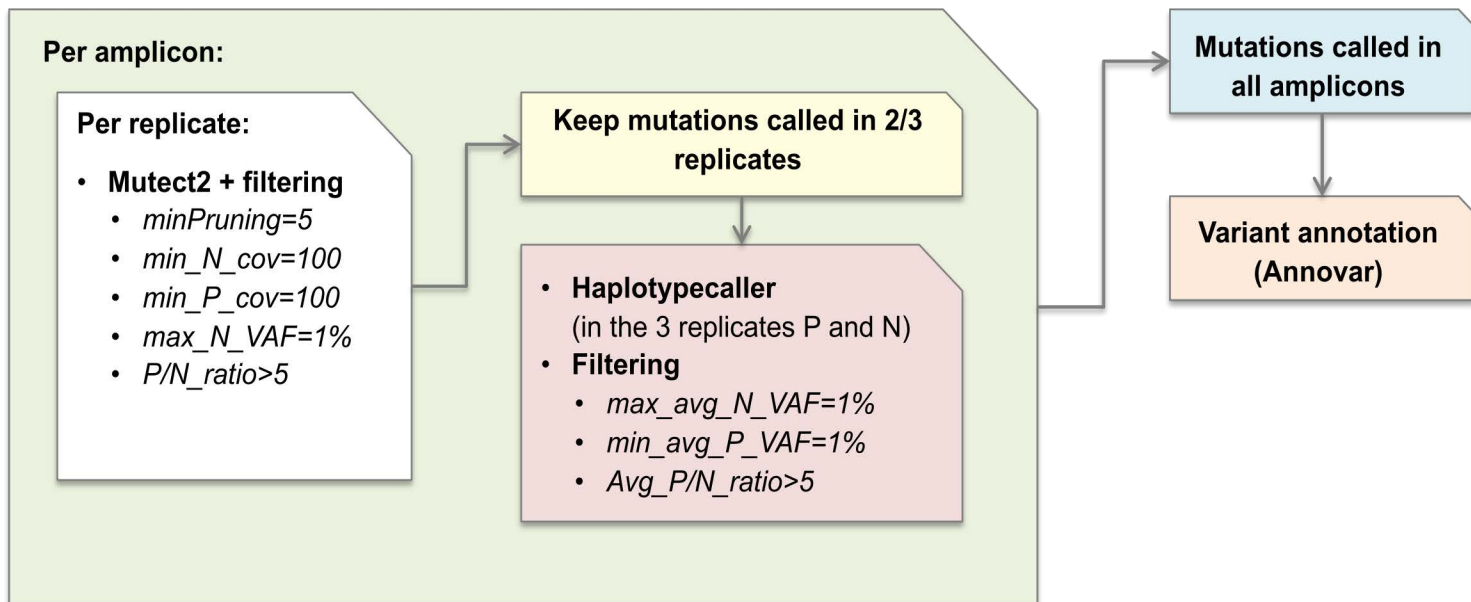 Per amplicon:
Per replicate:
• Mutect2 + filtering
• minPruning=5
• min_N_cov=100
• min_P_cov=100
• max_N_VAF=1%
• P/N_ratio>5
Keep mutations called in 2/3
replicates
• Haplotypecaller
(in the 3 replicates P and N)
• Filtering
• max_avg_N_VAF=1%
• min_avg_P_VAF=1%
• Avg_P/N_ratio>5
Mutations called in
all amplicons
Variant annotation
(Annovar)